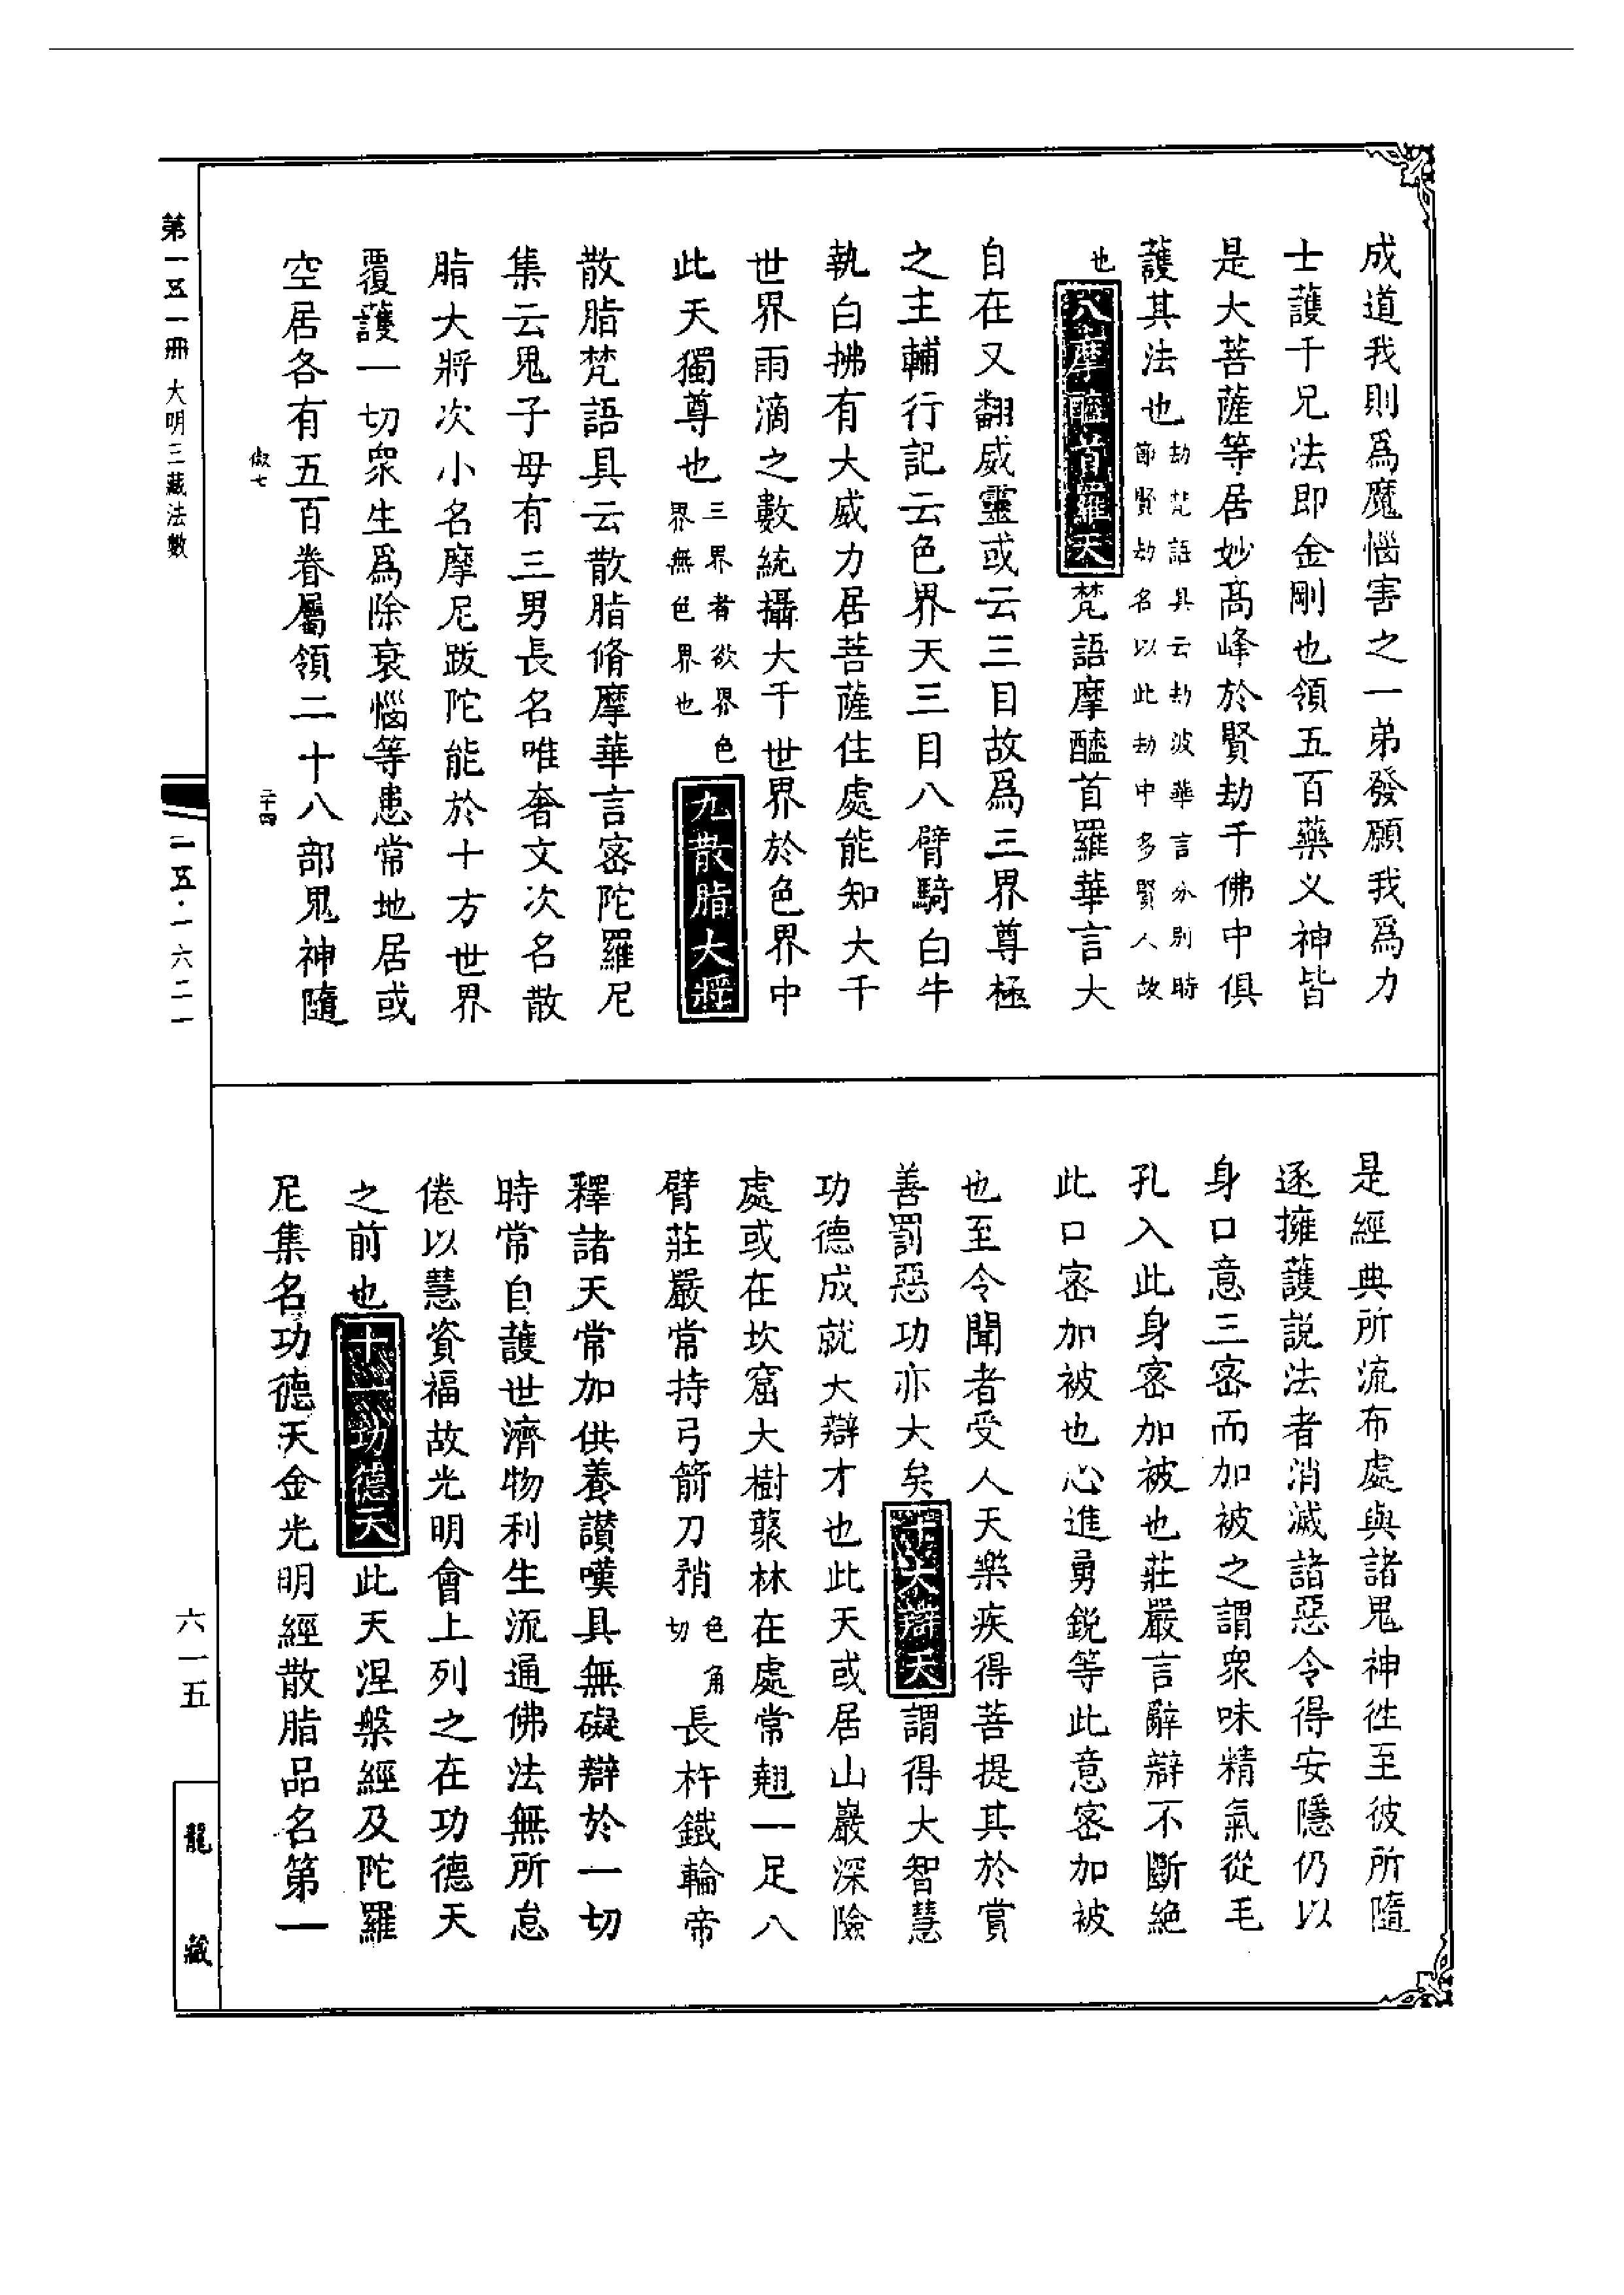 成道我則爲魔惱害之一弟發願我爲力
士護千兄法即金剛也領五百藥义神皆
是大菩薩等居妙髙峰於賢劫千佛中俱
護其法也劫梵語具云劫波華言分別時節賢劫名以此劫中多賢人故
也八摩醯首羅天梵語摩醯首羅華言大
自在又翻威靈或云三目故爲三界尊極
之主輔行記云色界天三目八臂騎白牛
執白拂有大威力居菩薩住處能知大千
世界雨滴之數統攝大千世界於色界中
此天獨尊也三界者欲界色界無色界也九散脂大將
散脂梵語具云散脂脩摩華言密陀羅尼
集云鬼子母有三男長名唯奢文次名散
脂大將次小名摩尼跋陀能於十方世界
覆護一切眾生爲除衰惱等患常地居或
空居各有五百眷屬領二十八部鬼神隨
是經典所流布處與諸鬼神徃至彼所隨
逐擁護説法者消滅諸惡令得安隱仍以
身口意三密而加被之謂眾味精氣從毛
孔入此身密加被也莊嚴言辭辯不斷絶
此口密加被也心進勇鋭等此意密加被
也至令聞者受人天樂疾得菩提其於賞
善罰惡功亦大矣十大辯天謂得大智慧
功德成就大辯才也此天或居山巖深險
處或在坎窟大樹藂林在處常翹一足八
臂莊嚴常持弓箭刀矟色角切長杵鐵輪帝
釋諸天常加供養讃嘆具無礙辯於一切
時常自護世濟物利生流通佛法無所怠
倦以慧資福故光明會上列之在功德天
之前也十一功德天此天涅槃經及陀羅
尼集名功德天金光明經散脂品名第一
第一五一册 大明三藏法數
俶七
二十四
二五·一六二一
六一五
龍藏